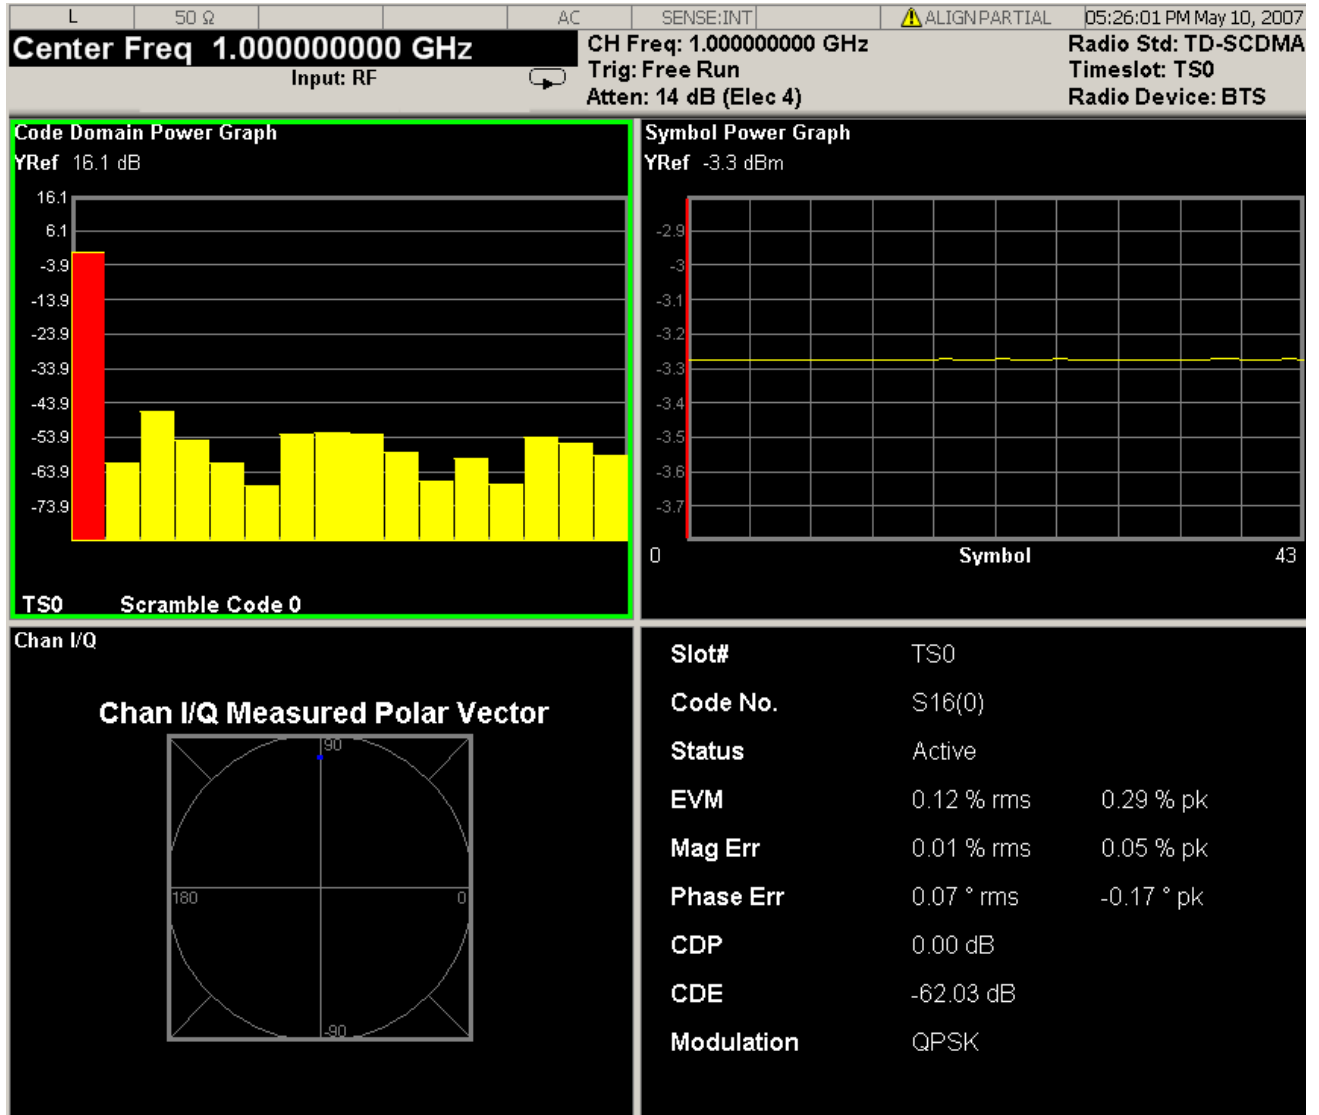 L 50 Ω AC SENSE:INT ALIGNPARTIAL 05:26:01 PM May 10, 2007
Center Freq 1.000000000 GHz
Input: RF
CH Freq: 1.000000000 GHz
Trig: Free Run
Atten: 14 dB (Elec 4)
Radio Std: TD-SCDMA
Timeslot: TS0
Radio Device: BTS
Code Domain Power Graph
YRef 16.1 dB
16.1
6.1
-3.9
-13.9
-23.9
-33.9
-43.9
-53.9
-63.9
-73.9
TS0 Scramble Code 0
Symbol Power Graph
YRef -3.3 dBm
-2.9
-3
-3.1
-3.2
-3.3
-3.4
-3.5
-3.6
-3.7
0 Symbol 43
Chan I/Q
Chan I/Q Measured Polar Vector
90
180 0
-90
Slot# TS0
Code No. S16(0)
Status Active
EVM 0.12 % rms 0.29 % pk
Mag Err 0.01 % rms 0.05 % pk
Phase Err 0.07 ° rms -0.17 ° pk
CDP 0.00 dB
CDE -62.03 dB
Modulation QPSK